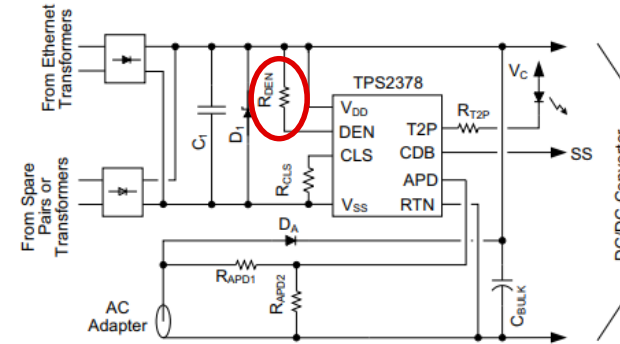 From Ethernet
Transformers
From Spare
Pairs or
Transformers
C1
D1
RDEN
RCLS
TPS2378
VDD
DEN
CLS
VSS
T2P
CDB
APD
RTN
RT2P
VC
SS
DA
RAPD1
RAPD2
CBULK
AC
Adapter
DC/DC Converter